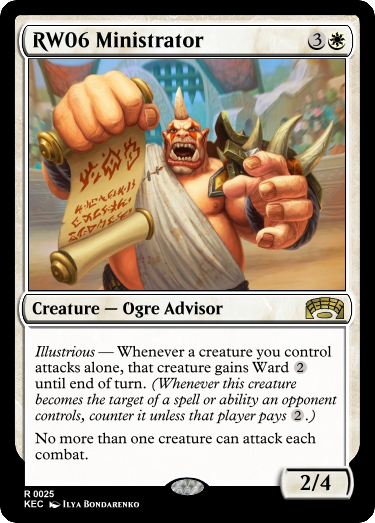 RW06 Ministrator
3
Creature — Ogre Advisor
Illustrious — Whenever a creature you control
attacks alone, that creature gains Ward 2
until end of turn. (Whenever this creature
becomes the target of a spell or ability an opponent
controls, counter it unless that player pays 2.)
No more than one creature can attack each
combat.
2/4
R 0025
KEC Ilya Bondarenko